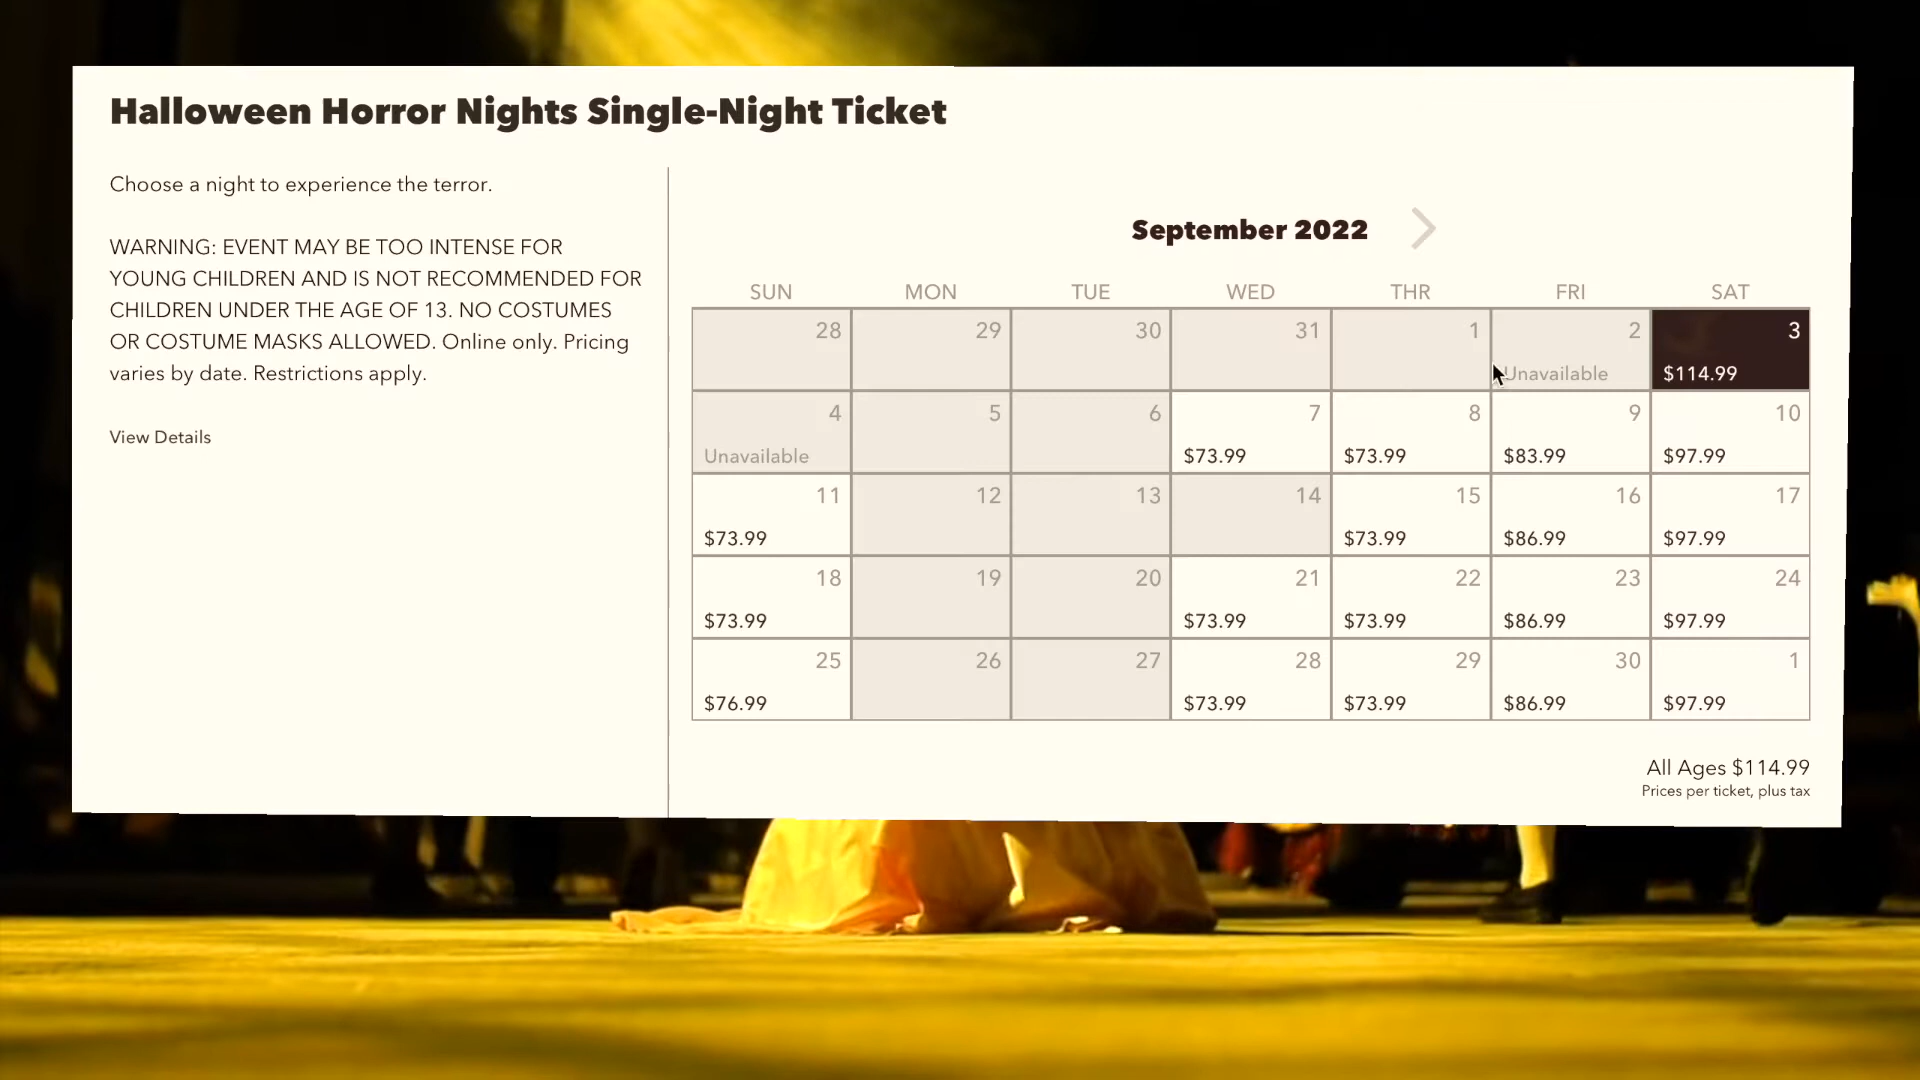 Halloween Horror Nights Single-Night Ticket
Choose a night to experience the terror.
WARNING: EVENT MAY BE TOO INTENSE FOR
YOUNG CHILDREN AND IS NOT RECOMMENDED FOR
CHILDREN UNDER THE AGE OF 13. NO COSTUMES
OR COSTUME MASKS ALLOWED. Online only. Pricing
varies by date. Restrictions apply.
View Details
September 2022
SUN MON TUE WED THR FRI SAT
28 29 30 31 1 2 3
Unavailable $114.99
4 5 6 7 8 9 10
Unavailable $73.99 $73.99 $83.99 $97.99
11 12 13 14 15 16 17
$73.99 $73.99 $86.99 $97.99
18 19 20 21 22 23 24
$73.99 $73.99 $73.99 $86.99 $97.99
25 26 27 28 29 30 1
$76.99 $73.99 $73.99 $86.99 $97.99
All Ages $114.99
Prices per ticket, plus tax